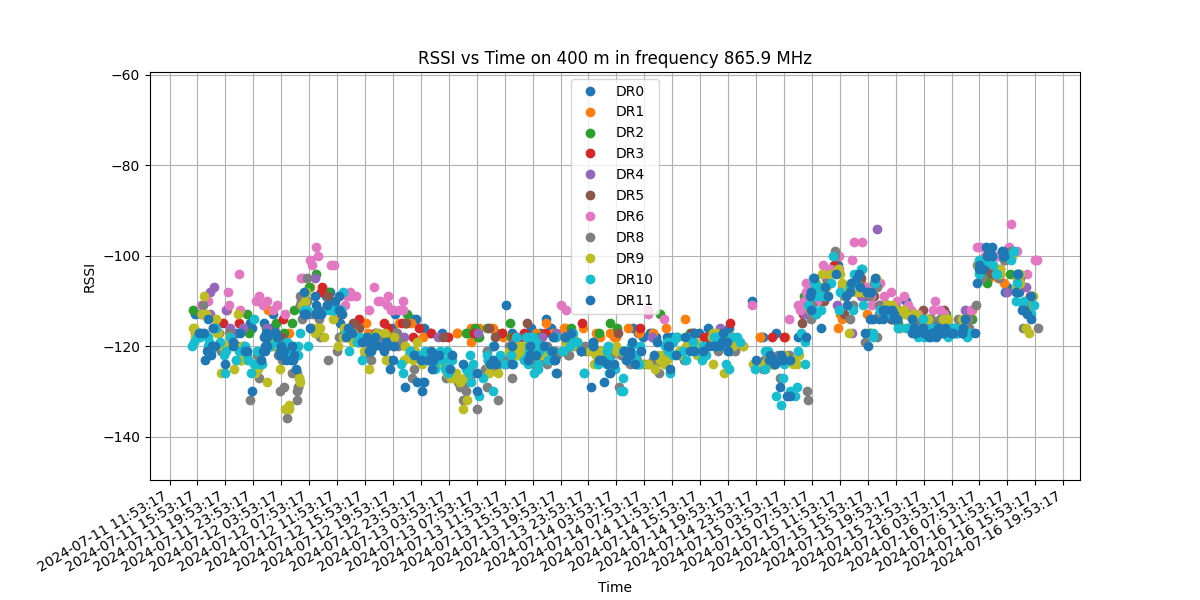 RSSI vs Time on 400 m in frequency 865.9 MHz
−60
−80
−100
−120
−140
RSSI
DR0
DR1
DR2
DR3
DR4
DR5
DR6
DR8
DR9
DR10
DR11
2024-07-11 11:53:17
2024-07-11 15:53:17
2024-07-11 19:53:17
2024-07-11 23:53:17
2024-07-12 03:53:17
2024-07-12 07:53:17
2024-07-12 11:53:17
2024-07-12 15:53:17
2024-07-12 19:53:17
2024-07-12 23:53:17
2024-07-13 03:53:17
2024-07-13 07:53:17
2024-07-13 11:53:17
2024-07-13 15:53:17
2024-07-13 19:53:17
2024-07-13 23:53:17
2024-07-14 03:53:17
2024-07-14 07:53:17
2024-07-14 11:53:17
2024-07-14 15:53:17
2024-07-14 19:53:17
2024-07-14 23:53:17
2024-07-15 03:53:17
2024-07-15 07:53:17
2024-07-15 11:53:17
2024-07-15 15:53:17
2024-07-15 19:53:17
2024-07-15 23:53:17
2024-07-16 03:53:17
2024-07-16 07:53:17
2024-07-16 11:53:17
2024-07-16 15:53:17
2024-07-16 19:53:17
Time